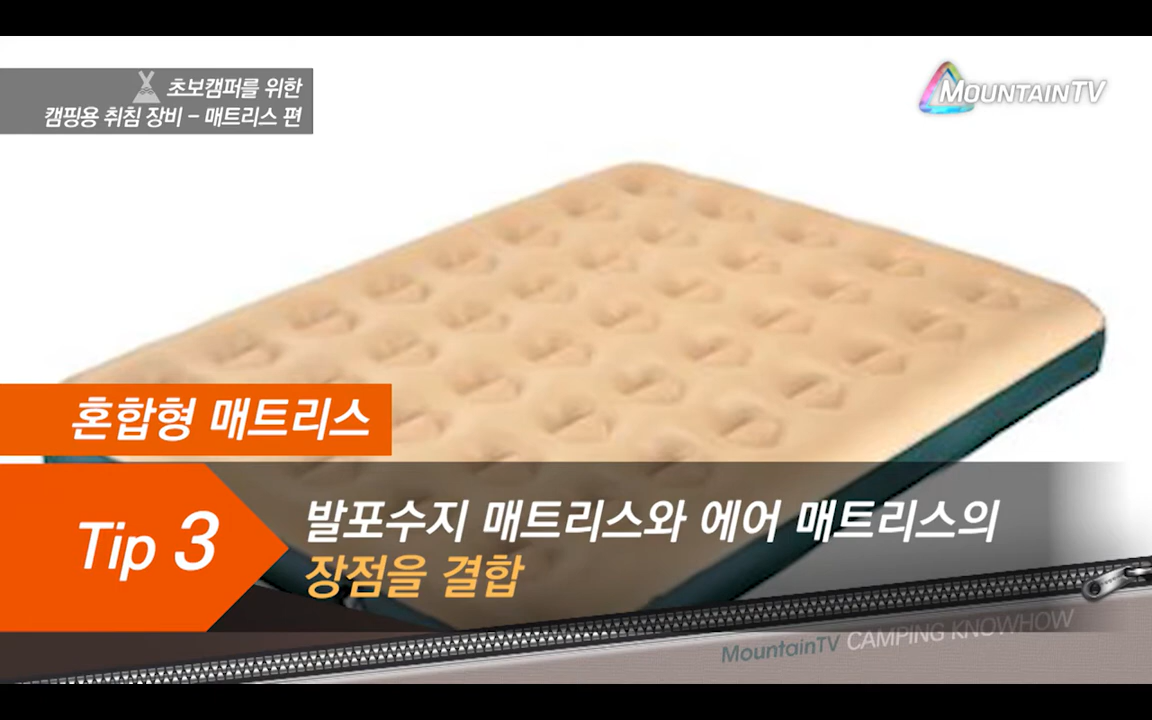 초보캠퍼를 위한
캠핑용 취침 장비 - 매트리스 편
MOUNTAINTV
혼합형 매트리스
Tip 3
발포수지 매트리스와 에어 매트리스의
장점을 결합
MountainTV CAMPING KNOWHOW